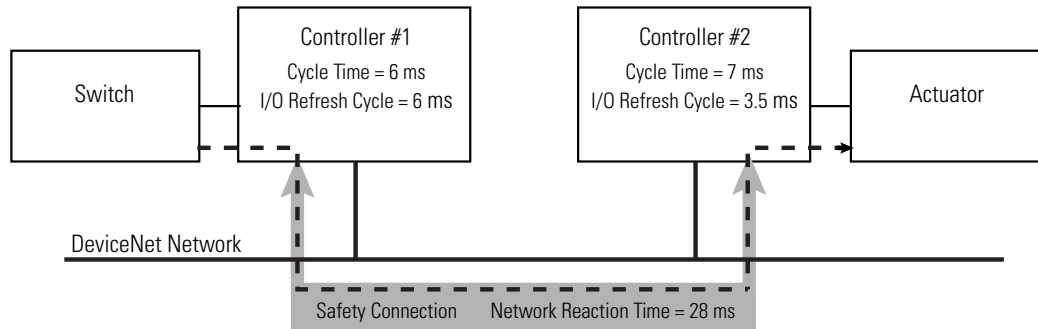 Switch
Controller #1
Cycle Time = 6 ms
I/O Refresh Cycle = 6 ms
Controller #2
Cycle Time = 7 ms
I/O Refresh Cycle = 3.5 ms
Actuator
DeviceNet Network
Safety Connection
Network Reaction Time = 28 ms